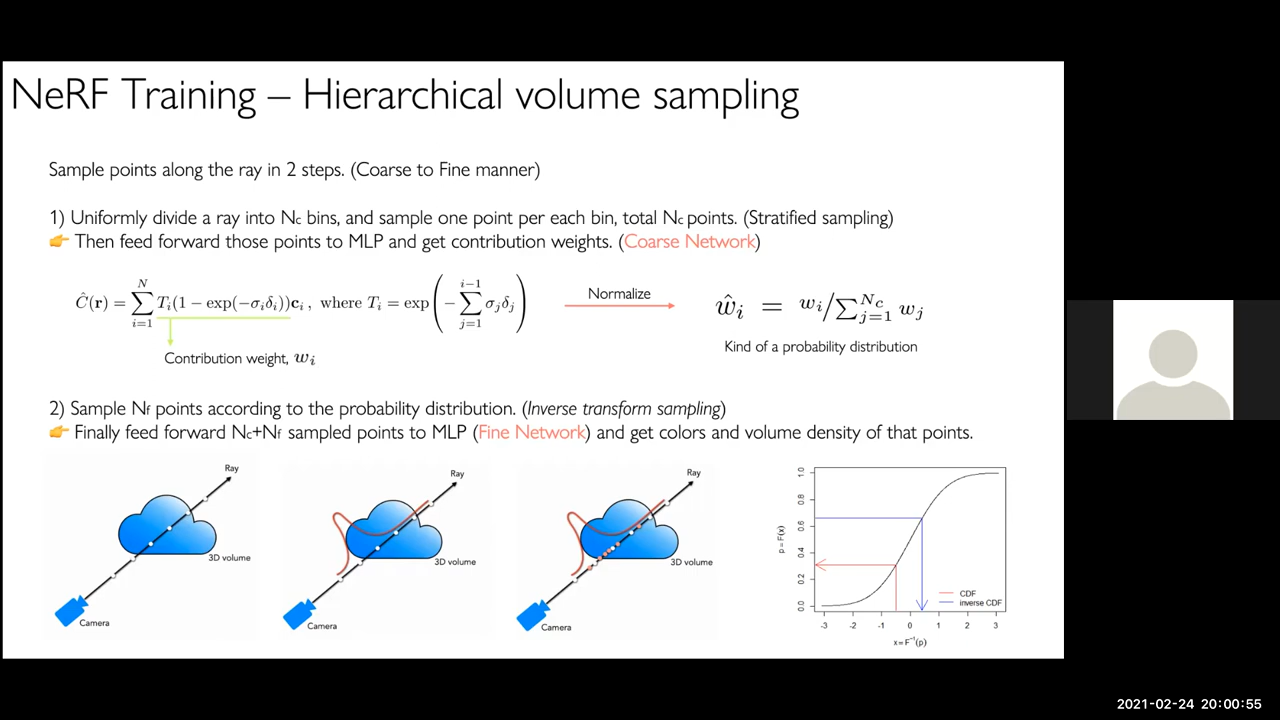 NeRF Training – Hierarchical volume sampling
Sample points along the ray in 2 steps. (Coarse to Fine manner)
1) Uniformly divide a ray into Nc bins, and sample one point per each bin, total Nc points. (Stratified sampling)
👉 Then feed forward those points to MLP and get contribution weights. (Coarse Network)
Ĉ(r) = ∑_{i=1}^{N} T_i(1 − exp(−σ_iδ_i))c_i , where T_i = exp(−∑_{j=1}^{i−1} σ_jδ_j)
Normalize
ŵ_i = w_i/∑_{j=1}^{N_c} w_j
Contribution weight, w_i
Kind of a probability distribution
2) Sample Nf points according to the probability distribution. (Inverse transform sampling)
👉 Finally feed forward Nc+Nf sampled points to MLP (Fine Network) and get colors and volume density of that points.
Ray
3D volume
Camera
Ray
3D volume
Camera
Ray
3D volume
Camera
p = F(x)
0.0 0.2 0.4 0.6 0.8 1.0
CDF
inverse CDF
-3 -2 -1 0 1 2 3
x = F⁻¹(p)
2021-02-24 20:00:55